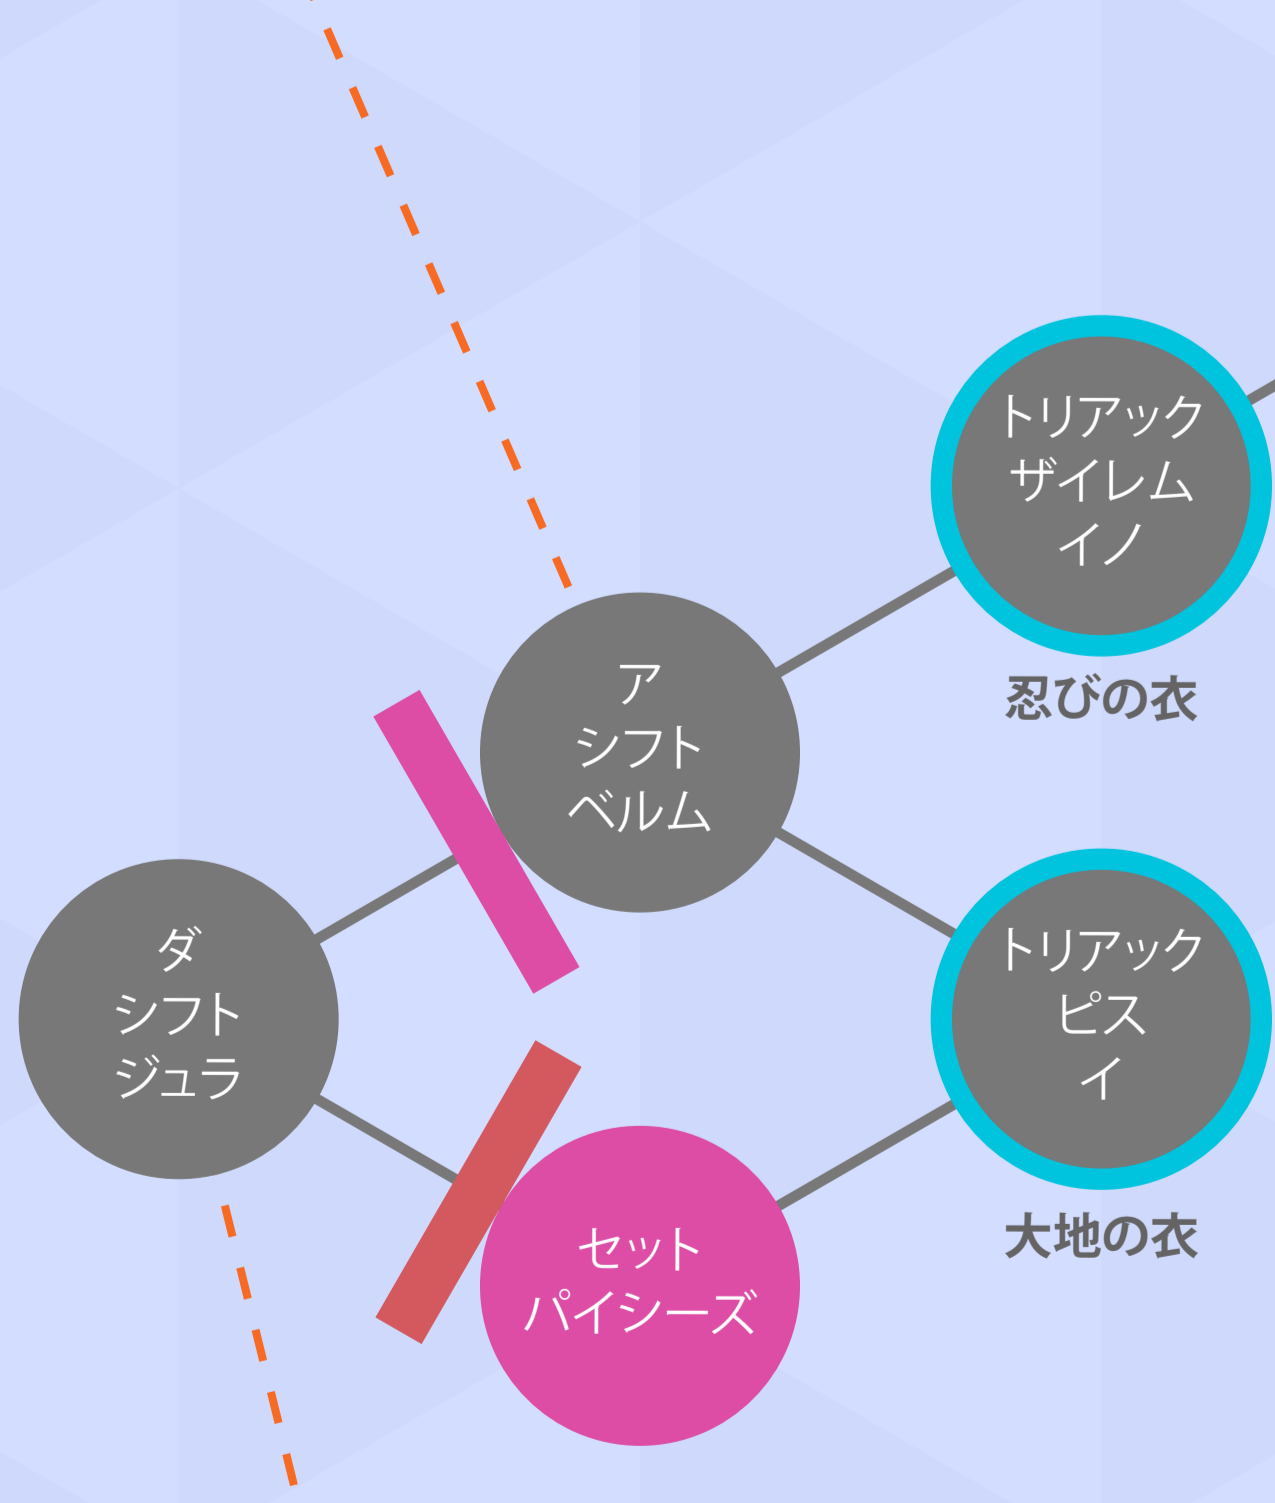 トリアック
ザイレム
イノ
忍びの衣
ア
シフト
ベルム
ダ
シフト
ジュラ
トリアック
ピス
イ
大地の衣
セット
パイシーズ